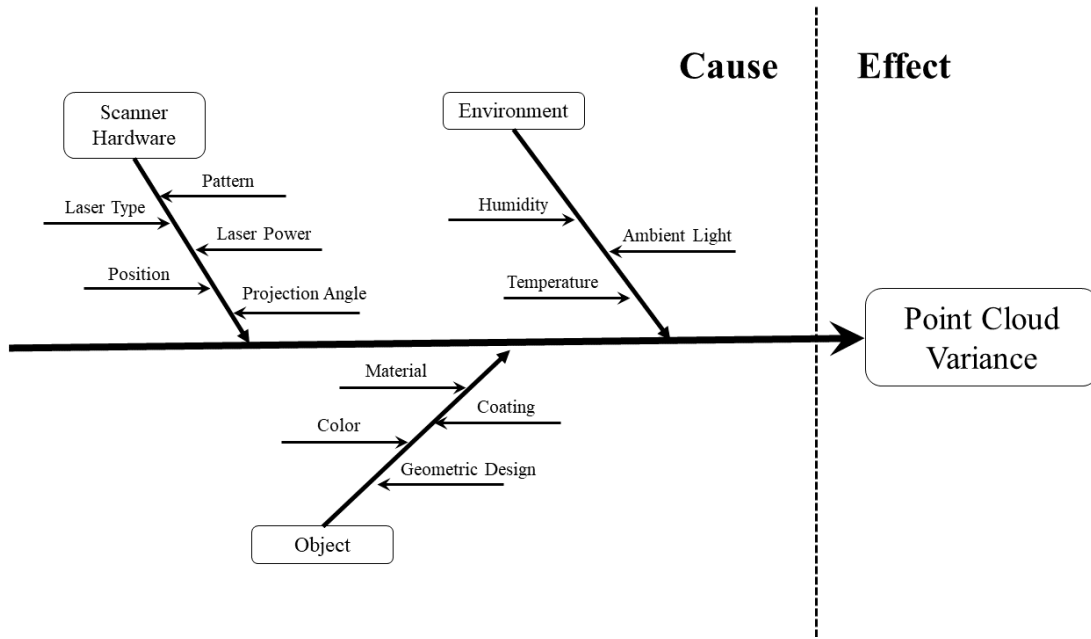 Cause
Effect
Scanner
Hardware
Environment
Pattern
Laser Type
Laser Power
Position
Projection Angle
Humidity
Ambient Light
Temperature
Point Cloud
Variance
Material
Coating
Color
Geometric Design
Object